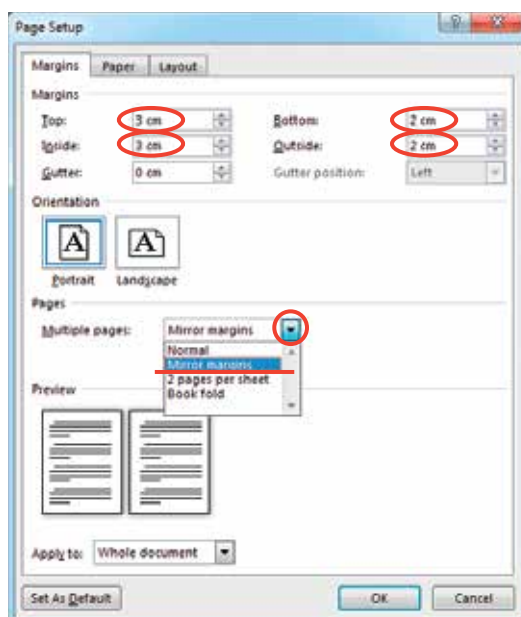 Page Setup
Margins Paper Layout
Margins
Top: 3 cm Bottom: 2 cm
Inside: 3 cm Outside: 2 cm
Gutter: 0 cm Gutter position: Left
Orientation
A A
Portrait Landscape
Pages
Multiple pages: Mirror margins
Normal
Mirror margins
2 pages per sheet
Book fold
Preview
Apply to: Whole document
Set As Default OK Cancel